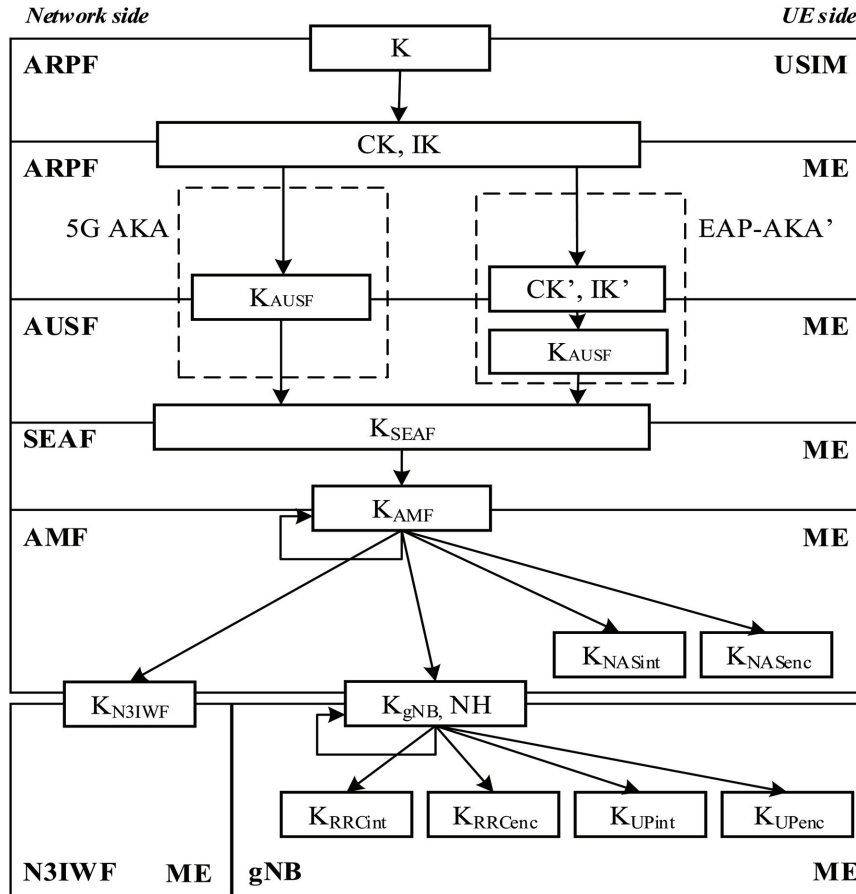 Network side UE side
K
ARPF USIM
CK, IK
ARPF ME
5G AKA EAP-AKA’
KAUSF CK’, IK’
AUSF ME
KAUSF
KSEAF
SEAF ME
KAMF
AMF ME
KNASint KNASenc
KN3IWF KgNB, NH
KRRCint KRRCenc KUPint KUPenc
N3IWF ME gNB ME